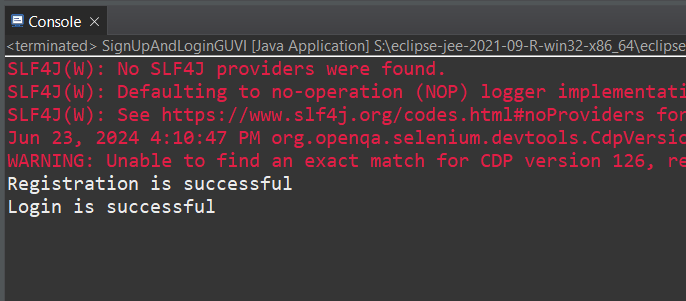 Console
<terminated> SignUpAndLoginGUVI [Java Application] S:\eclipse-jee-2021-09-R-win32-x86_64\eclipse
SLF4J(W): No SLF4J providers were found.
SLF4J(W): Defaulting to no-operation (NOP) logger implementati
SLF4J(W): See https://www.slf4j.org/codes.html#noProviders for
Jun 23, 2024 4:10:47 PM org.openqa.selenium.devtools.CdpVersio
WARNING: Unable to find an exact match for CDP version 126, re
Registration is successful
Login is successful